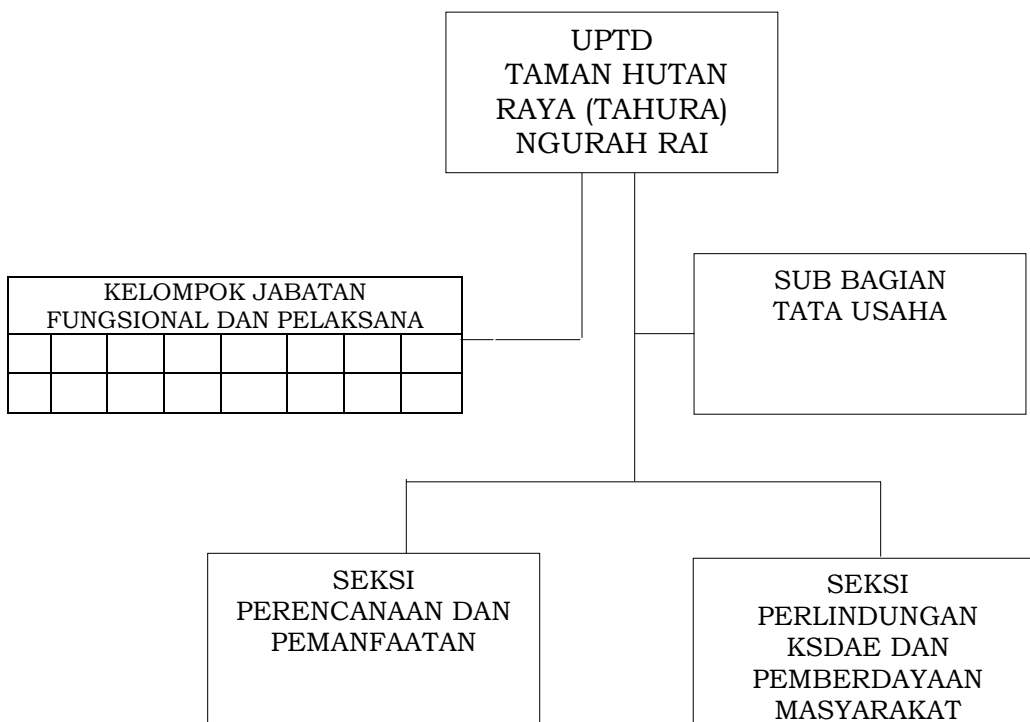 UPTD
TAMAN HUTAN
RAYA (TAHURA)
NGURAH RAI
KELOMPOK JABATAN
FUNGSIONAL DAN PELAKSANA
SUB BAGIAN
TATA USAHA
SEKSI
PERENCANAAN DAN
PEMANFAATAN
SEKSI
PERLINDUNGAN
KSDAE DAN
PEMBERDAYAAN
MASYARAKAT